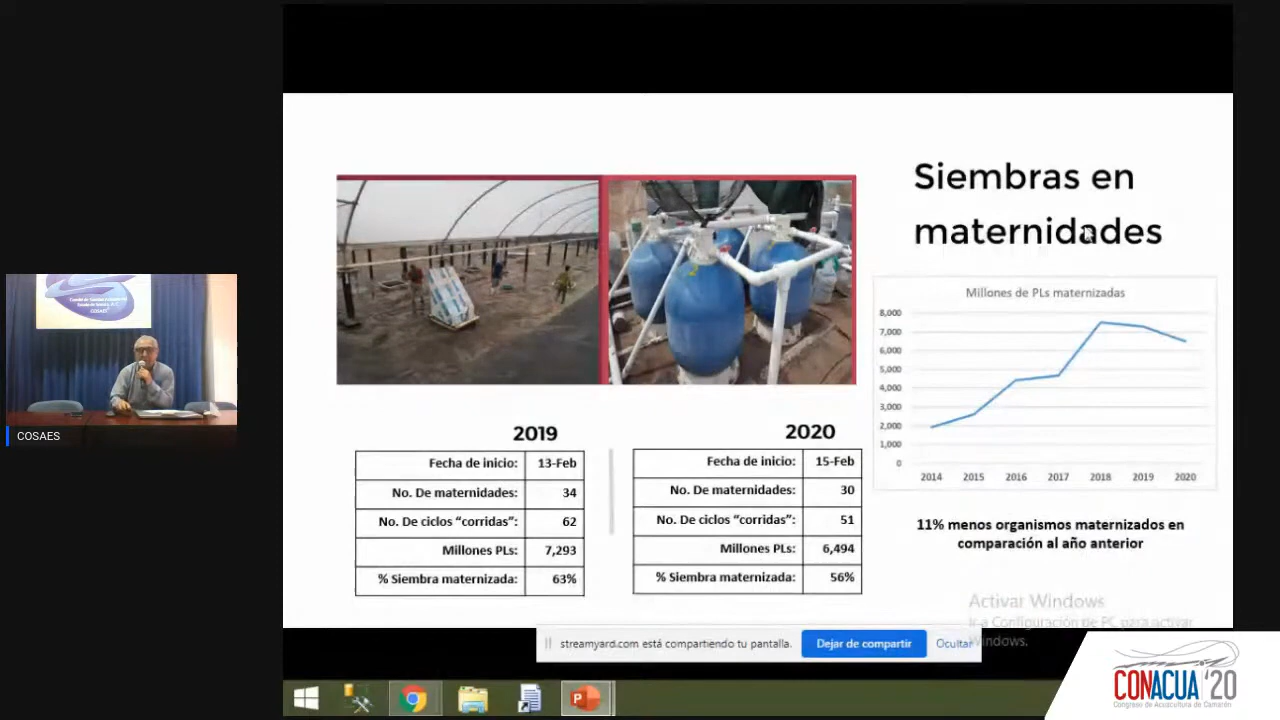 Siembras en
maternidades
Millones de PLs maternizadas
8,000
7,000
6,000
5,000
4,000
3,000
2,000
1,000
0
2014 2015 2016 2017 2018 2019 2020
11% menos organismos maternizados en
comparación al año anterior
2019
Fecha de inicio: 13-Feb
No. De maternidades: 34
No. De ciclos “corridas”: 62
Millones PLs: 7,293
% Siembra maternizada: 63%
2020
Fecha de inicio: 15-Feb
No. De maternidades: 30
No. De ciclos “corridas”: 51
Millones PLs: 6,494
% Siembra maternizada: 56%
COSAES
COSAES
Activar Windows
Ir a Configuración de PC para activar
Windows.
streamyard.com está compartiendo tu pantalla.
Dejar de compartir
Ocultar
CONACUA '20
Congreso de Acuacultura de Camarón